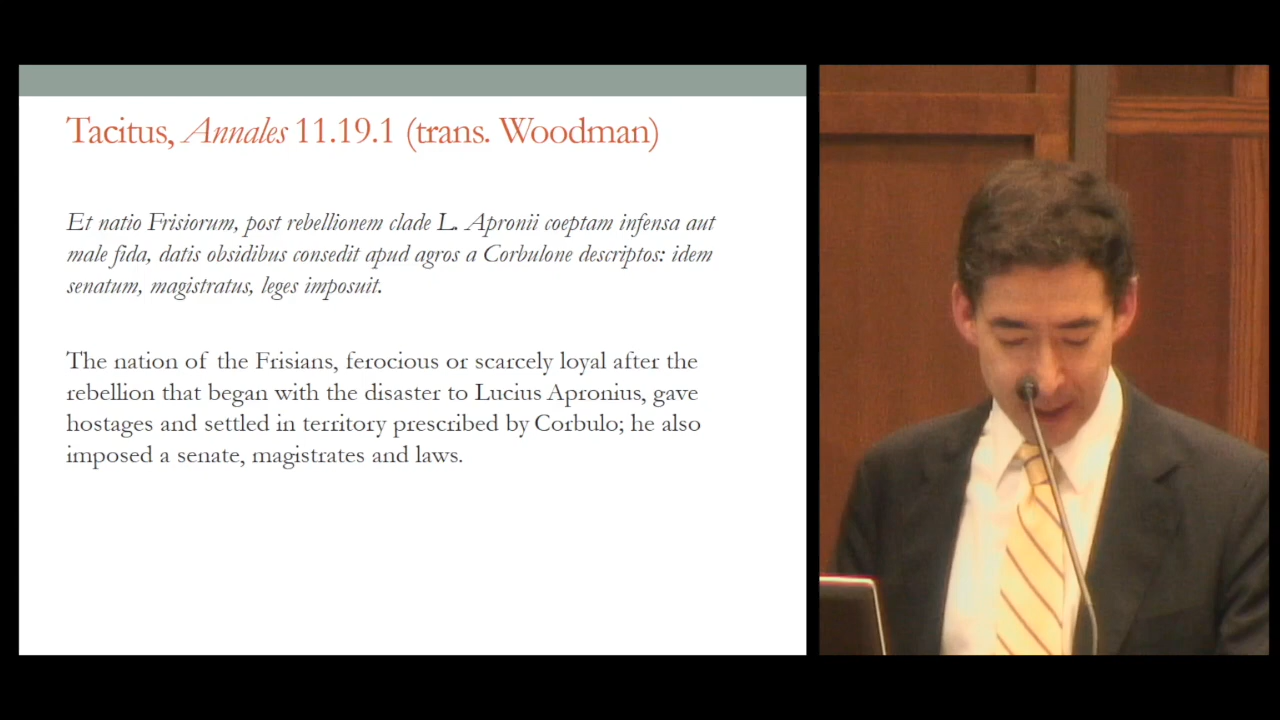 Tacitus, Annales 11.19.1 (trans. Woodman)
Et natio Frisiorum, post rebellionem clade L. Apronii coeptam infensa aut
male fida, datis obsidibus consedit apud agros a Corbulone descriptos: idem
senatum, magistratus, leges imposuit.
The nation of the Frisians, ferocious or scarcely loyal after the
rebellion that began with the disaster to Lucius Apronius, gave
hostages and settled in territory prescribed by Corbulo; he also
imposed a senate, magistrates and laws.